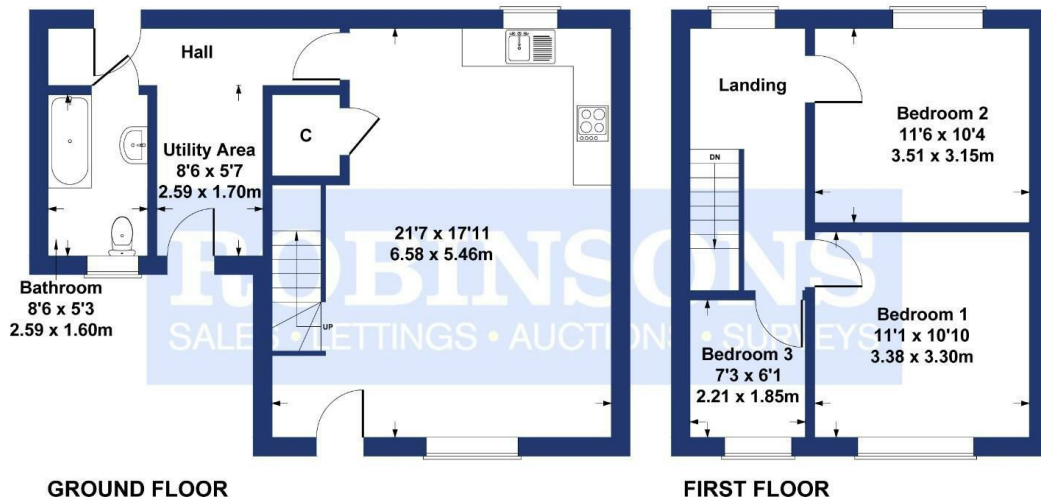 Hall
Landing
Bedroom 2
11'6 x 10'4
3.51 x 3.15m
C
Utility Area
8'6 x 5'7
2.59 x 1.70m
DN
21'7 x 17'11
6.58 x 5.46m
UP
Bathroom
8'6 x 5'3
2.59 x 1.60m
Bedroom 1
11'1 x 10'10
3.38 x 3.30m
Bedroom 3
7'3 x 6'1
2.21 x 1.85m
ROBINSONS
SALES • LETTINGS • AUCTIONS • SURVEYS
GROUND FLOOR
FIRST FLOOR